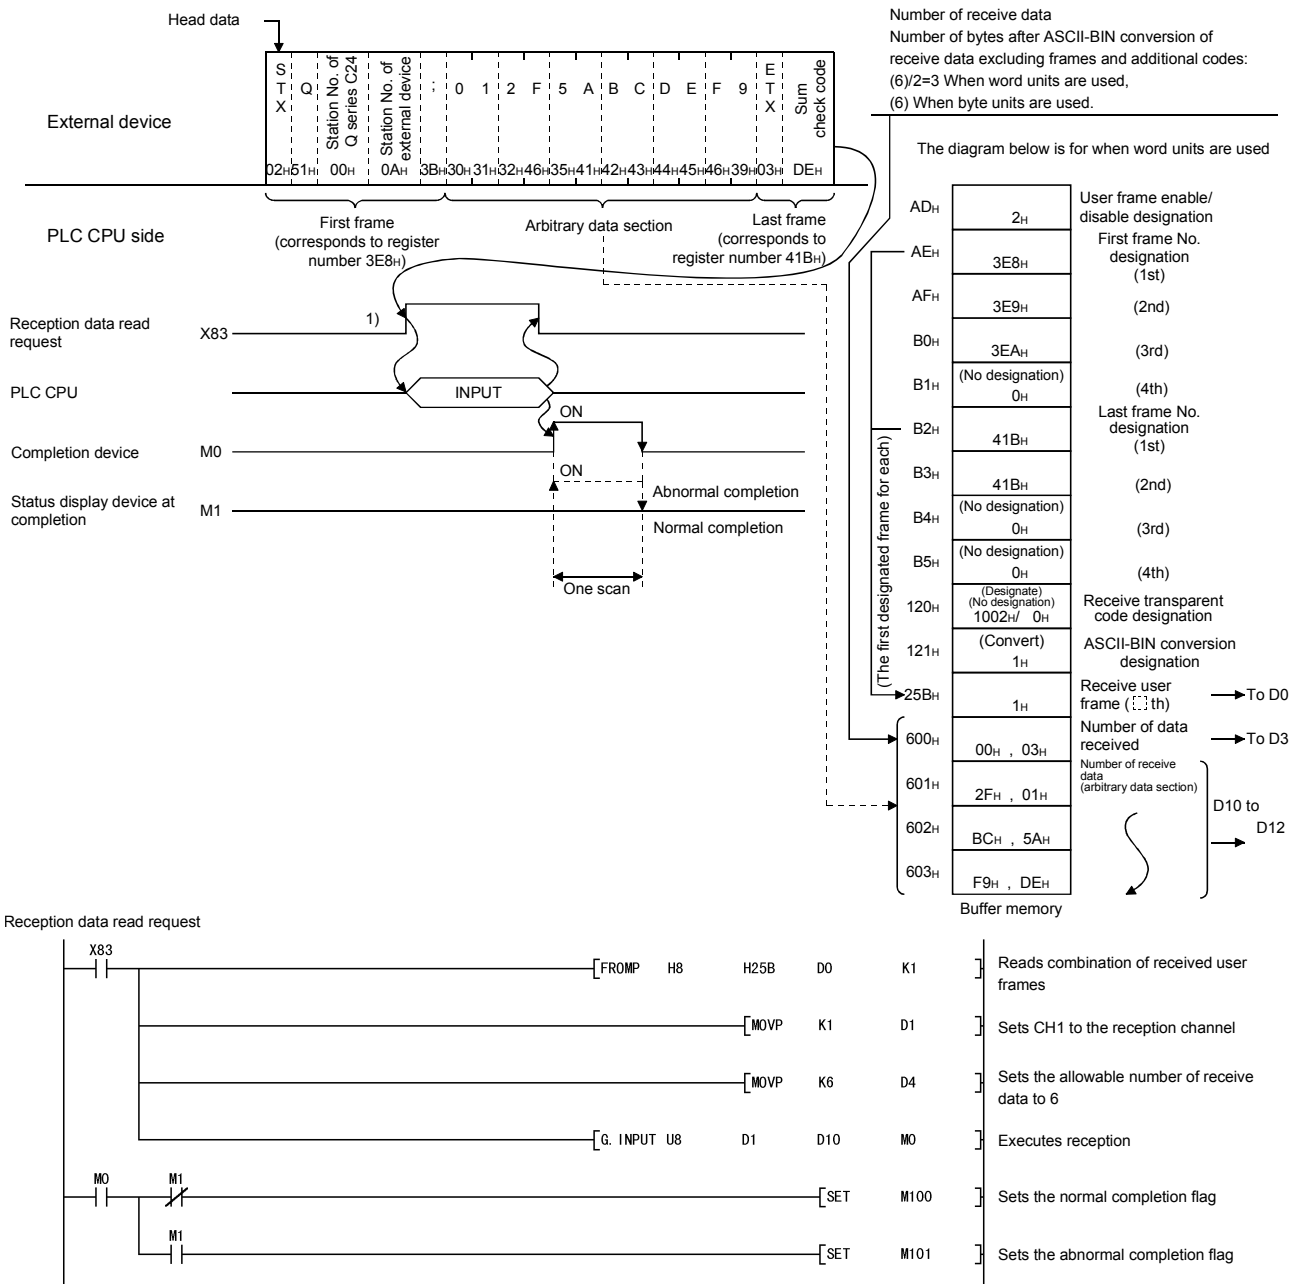 Head data
Number of receive data
Number of bytes after ASCII-BIN conversion of
receive data excluding frames and additional codes:
(6)/2=3 When word units are used,
(6) When byte units are used.
External device
STX
Q
Station No. of
Q series C24
Station No. of
external device
;
0 1 2 F 5 A B C D E F 9
ETX
Sum
check code
02H 51H 00H 0AH 3BH 30H 31H 32H 46H 35H 41H 42H 43H 44H 45H 46H 39H 03H DEH
The diagram below is for when word units are used
PLC CPU side
First frame
(corresponds to register
number 3E8H)
Arbitrary data section
Last frame
(corresponds to
register number 41BH)
Reception data read
request
X83
1)
PLC CPU
INPUT
ON
Completion device
M0
ON
Abnormal completion
Status display device at
completion
M1
Normal completion
One scan
(The first designated frame for each)
ADH
2H
User frame enable/
disable designation
AEH
3E8H
First frame No.
designation
(1st)
AFH
3E9H
(2nd)
B0H
3EAH
(3rd)
B1H
(No designation)
0H
(4th)
B2H
41BH
Last frame No.
designation
(1st)
B3H
41BH
(2nd)
B4H
(No designation)
0H
(3rd)
B5H
(No designation)
0H
(4th)
120H
(Designate)
(No designation)
1002H/ 0H
Receive transparent
code designation
121H
(Convert)
1H
ASCII-BIN conversion
designation
25BH
1H
Receive user
frame ( th)
To D0
600H
00H , 03H
Number of data
received
To D3
601H
2FH , 01H
Number of receive
data
(arbitrary data section)
602H
BCH , 5AH
D10 to
D12
603H
F9H , DEH
Buffer memory
Reception data read request
X83
FROMP H8 H25B D0 K1
Reads combination of received user
frames
MOVP K1 D1
Sets CH1 to the reception channel
MOVP K6 D4
Sets the allowable number of receive
data to 6
G. INPUT U8 D1 D10 M0
Executes reception
M0 M1
SET M100
Sets the normal completion flag
M1
SET M101
Sets the abnormal completion flag